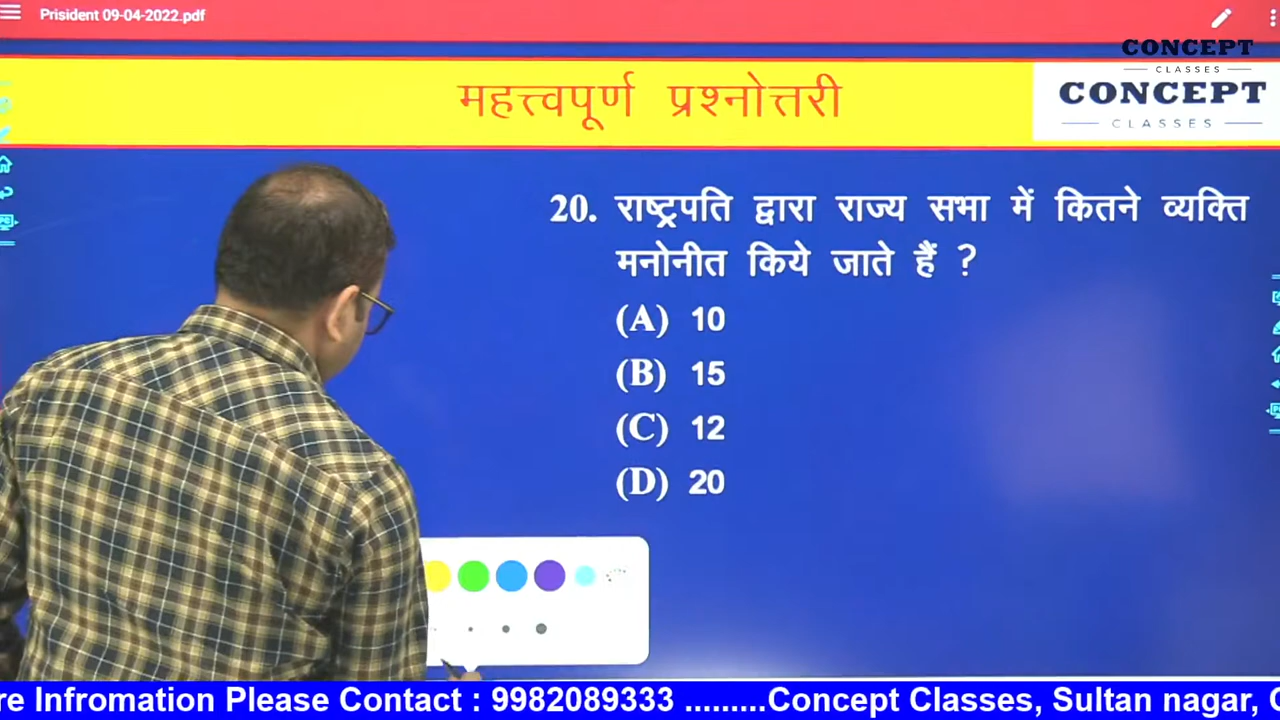 Prisident 09-04-2022.pdf
CONCEPT
CLASSES
महत्त्वपूर्ण प्रश्नोत्तरी
CONCEPT
CLASSES
20. राष्ट्रपति द्वारा राज्य सभा में कितने व्यक्ति
मनोनीत किये जाते हैं ?
(A) 10
(B) 15
(C) 12
(D) 20
re Infromation Please Contact : 9982089333 .........Concept Classes, Sultan nagar,